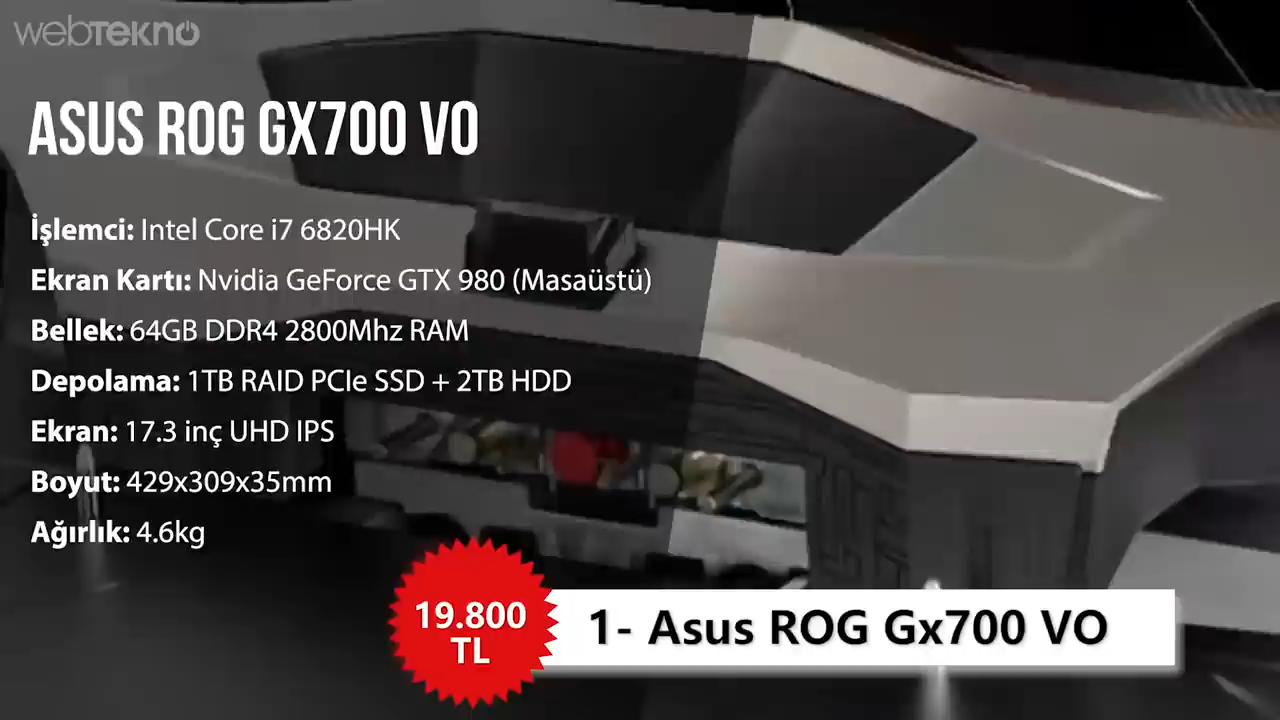 webTEKNO
ASUS ROG GX700 VO
İşlemci: Intel Core i7 6820HK
Ekran Kartı: Nvidia GeForce GTX 980 (Masaüstü)
Bellek: 64GB DDR4 2800Mhz RAM
Depolama: 1TB RAID PCIe SSD + 2TB HDD
Ekran: 17.3 inç UHD IPS
Boyut: 429x309x35mm
Ağırlık: 4.6kg
19.800
TL
1- Asus ROG Gx700 VO